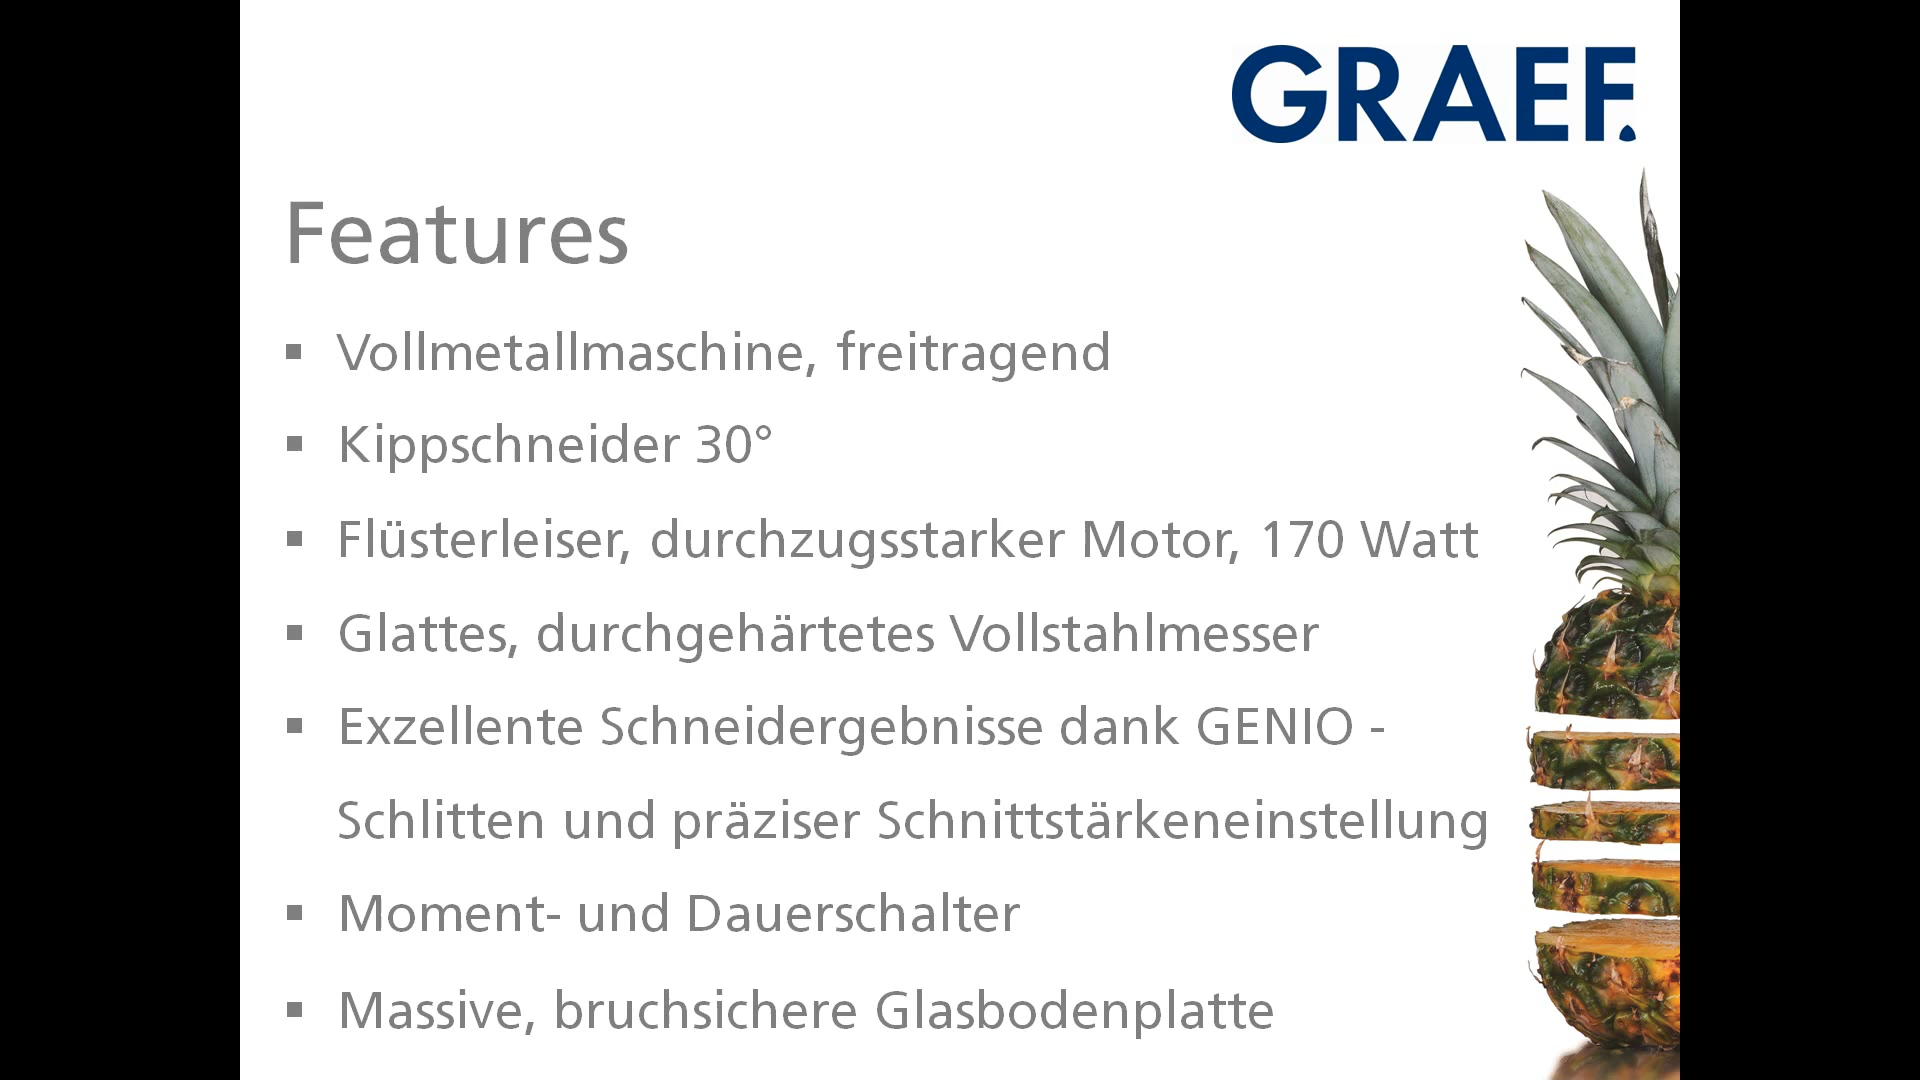 GRAEF.
Features
▪ Vollmetallmaschine, freitragend
▪ Kippschneider 30°
▪ Flüsterleiser, durchzugsstarker Motor, 170 Watt
▪ Glattes, durchgehärtetes Vollstahlmesser
▪ Exzellente Schneidergebnisse dank GENIO -
Schlitten und präziser Schnittstärkeneinstellung
▪ Moment- und Dauerschalter
▪ Massive, bruchsichere Glasbodenplatte